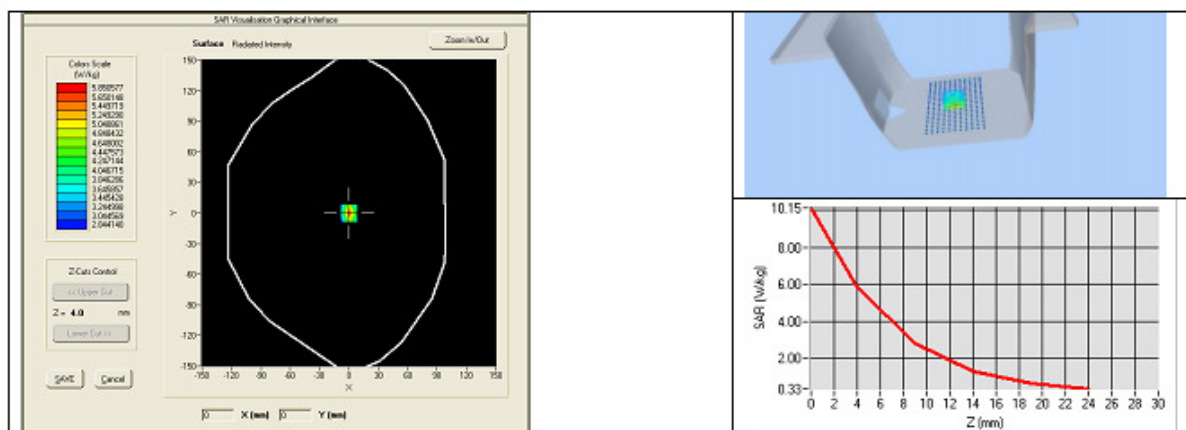 SAR Visualisation Graphical Interface
Surface Radiated Intensity
Zoom In/Out
Colors Scale
(W/kg)
5.850577
5.650148
5.449719
5.249290
5.048861
4.848432
4.648002
4.447573
4.247144
4.046715
3.846286
3.645857
3.445428
3.244998
3.044569
2.844140
Z-Cuts Control
<< Upper Cut
Z = 4.0 mm
Lower Cut >>
SAVE Cancel
150
120
90
60
30
0
-30
-60
-90
-120
-150
Y
-150 -120 -90 -60 -30 0 30 60 90 120 150
X
0 X (mm) 0 Y (mm)
10.15
8.00
6.00
4.00
2.00
0.33
SAR (W/kg)
0 2 4 6 8 10 12 14 16 18 20 22 24 26 28 30
Z (mm)